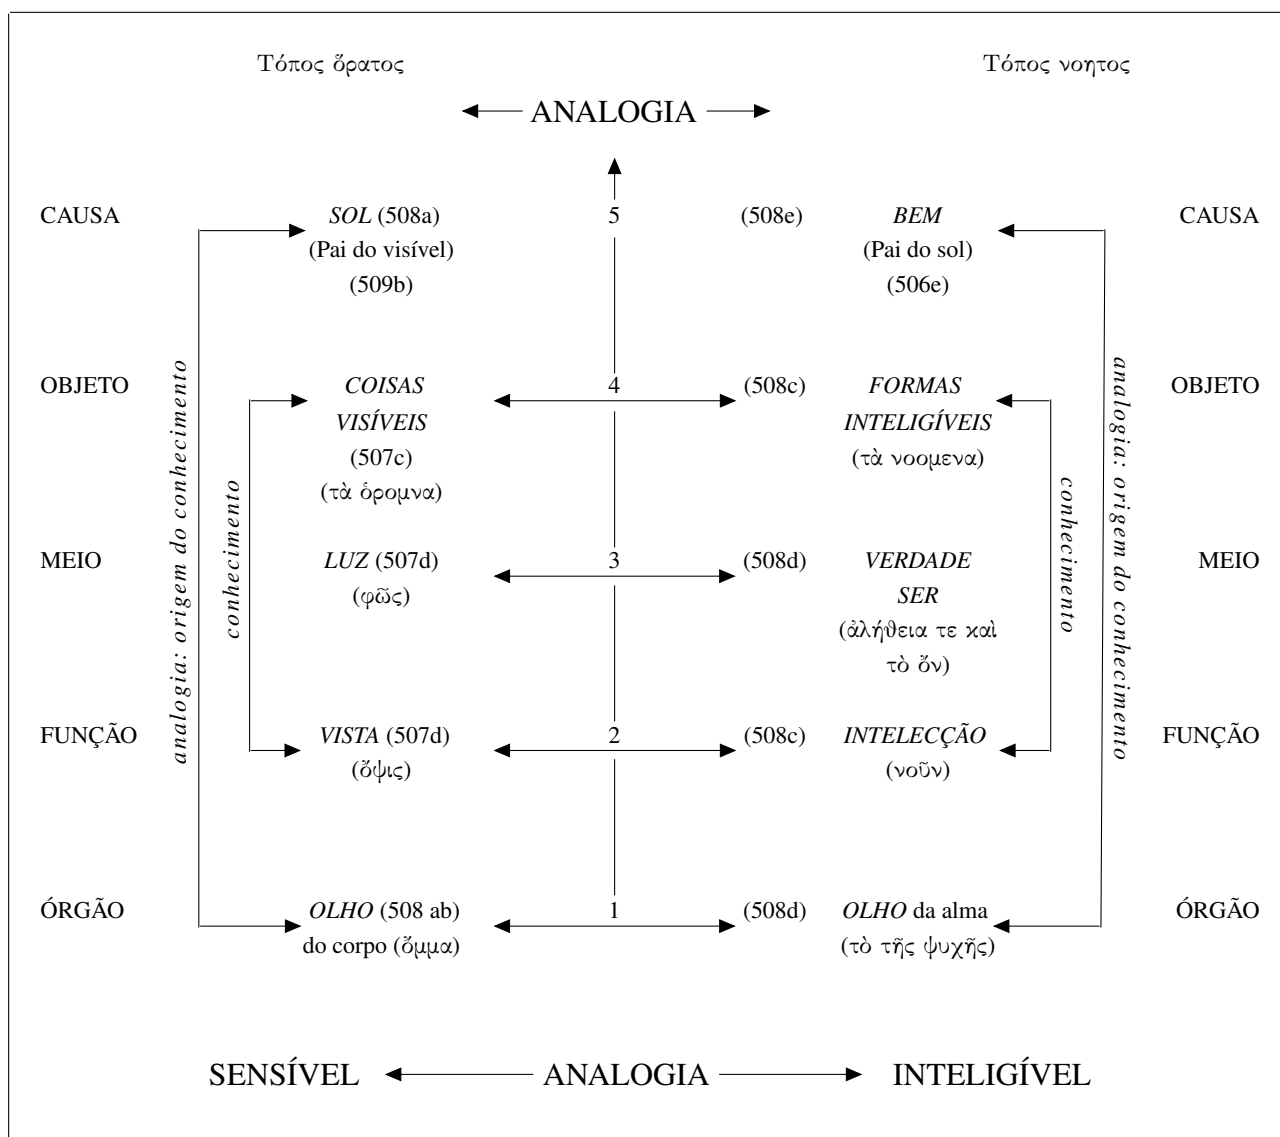 Τόπος ὅρατος Τόπος νοητος
ANALOGIA
CAUSA SOL (508a) 5 (508e) BEM CAUSA
(Pai do visível) (Pai do sol)
(509b) (506e)
OBJETO COISAS 4 (508c) FORMAS OBJETO
VISÍVEIS INTELIGÍVEIS
(507c) (τὰ νοομενα)
(τὰ ὁρομνα)
analogia: origem do conhecimento
conhecimento
conhecimento
analogia: origem do conhecimento
MEIO LUZ (507d) 3 (508d) VERDADE MEIO
(φῶς) SER
(ἀλήθεια τε καὶ
τὸ ὄν)
FUNÇÃO VISTA (507d) 2 (508c) INTELECÇÃO FUNÇÃO
(ὄψις) (νοῦν)
ÓRGÃO OLHO (508 ab) 1 (508d) OLHO da alma ÓRGÃO
do corpo (ὄμμα) (τὸ τῆς ψυχῆς)
SENSÍVEL ANALOGIA INTELIGÍVEL